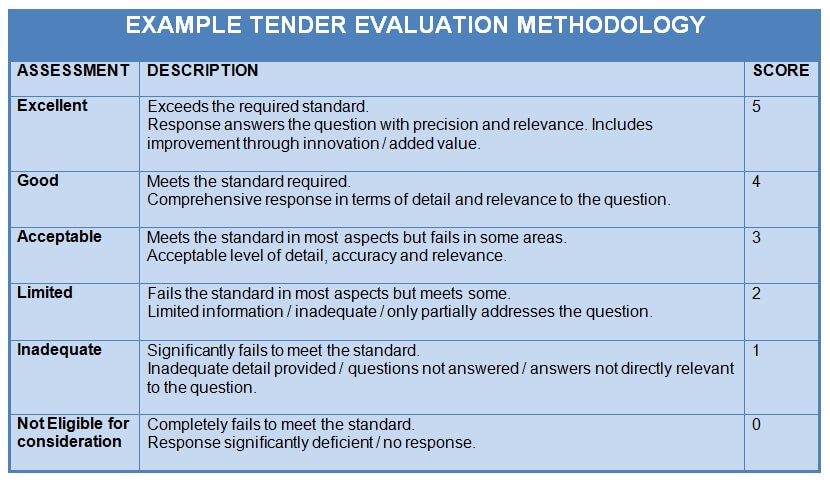 EXAMPLE TENDER EVALUATION METHODOLOGY
ASSESSMENT DESCRIPTION SCORE
Excellent Exceeds the required standard. 5
Response answers the question with precision and relevance. Includes
improvement through innovation / added value.
Good Meets the standard required. 4
Comprehensive response in terms of detail and relevance to the question.
Acceptable Meets the standard in most aspects but fails in some areas. 3
Acceptable level of detail, accuracy and relevance.
Limited Fails the standard in most aspects but meets some. 2
Limited information / inadequate / only partially addresses the question.
Inadequate Significantly fails to meet the standard. 1
Inadequate detail provided / questions not answered / answers not directly relevant
to the question.
Not Eligible for Completely fails to meet the standard. 0
consideration Response significantly deficient / no response.